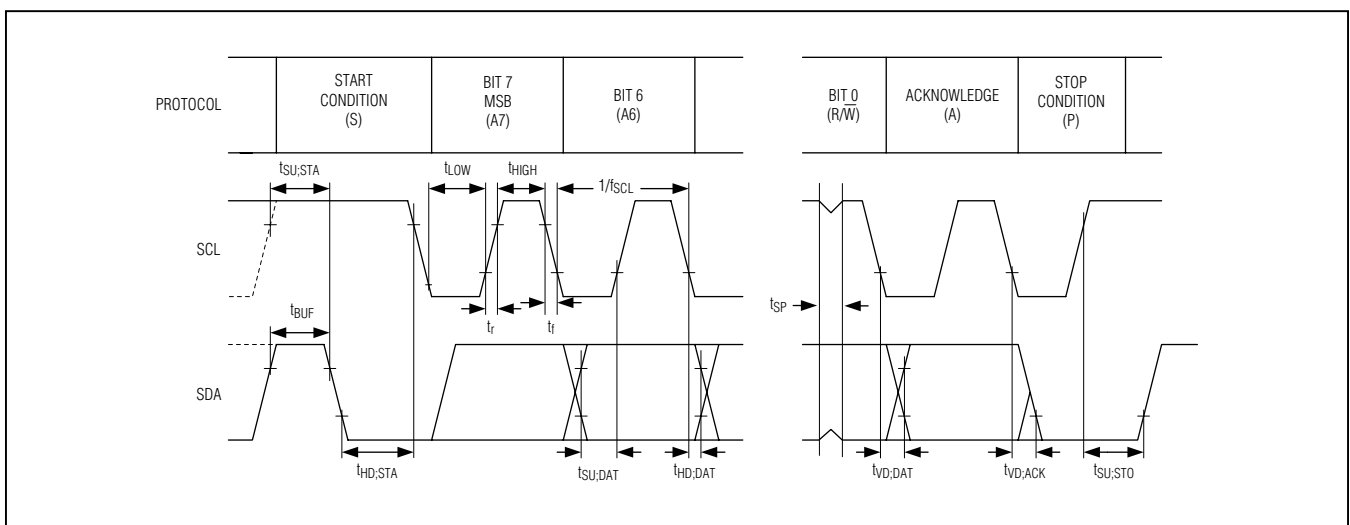 PROTOCOL
START
CONDITION
(S)
BIT 7
MSB
(A7)
BIT 6
(A6)
BIT 0
(R/W̅)
ACKNOWLEDGE
(A)
STOP
CONDITION
(P)
tSU;STA
tLOW
tHIGH
1/fSCL
SCL
tBUF
tr
tf
tSP
SDA
tHD;STA
tSU;DAT
tHD;DAT
tVD;DAT
tVD;ACK
tSU;STO